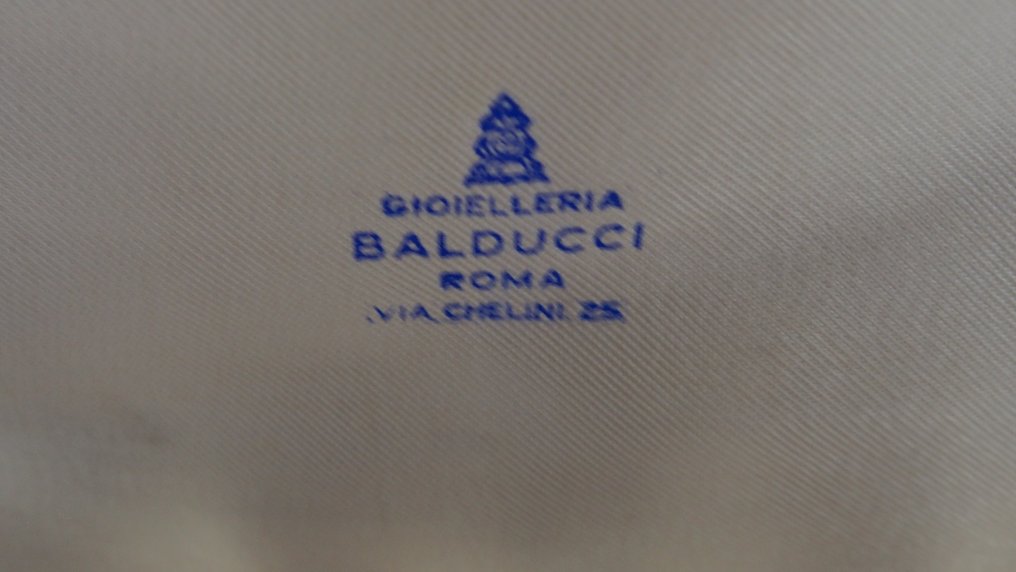 GIOIELLERIA
BALDUCCI
ROMA
VIA CHELINI. 25